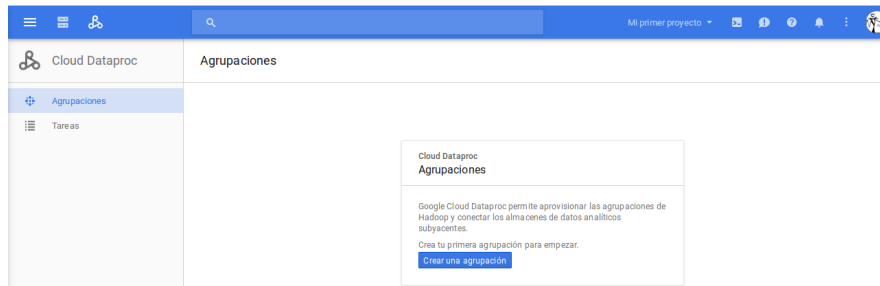 Mi primer proyecto
Cloud Dataproc
Agrupaciones
Agrupaciones
Tareas
Cloud Dataproc
Agrupaciones
Google Cloud Dataproc permite aprovisionar las agrupaciones de
Hadoop y conectar los almacenes de datos analíticos
subyacentes.
Crea tu primera agrupación para empezar.
Crear una agrupación